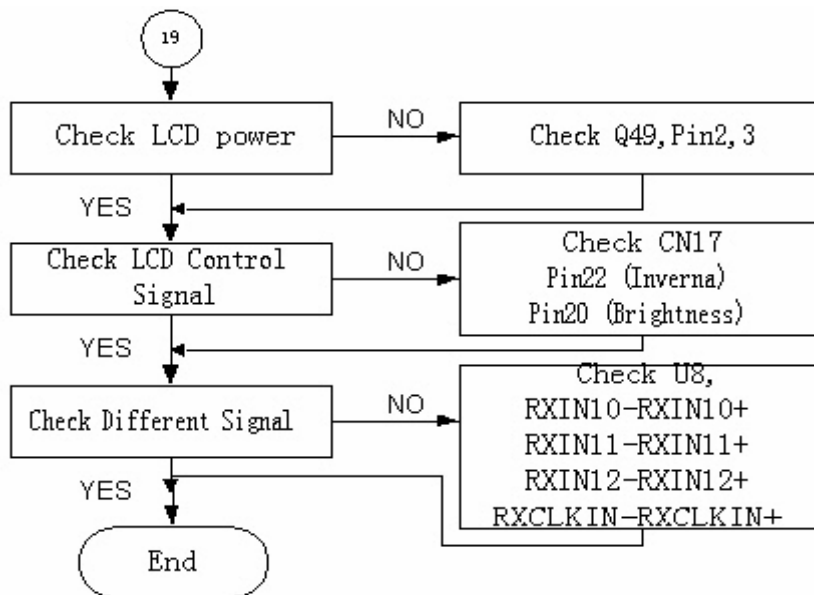 19
Check LCD power
NO
Check Q49,Pin2,3
YES
Check LCD Control
Signal
NO
Check CN17
Pin22 (Inverna)
Pin20 (Brightness)
YES
Check Different Signal
NO
Check U8,
RXIN10-RXIN10+
RXIN11-RXIN11+
RXIN12-RXIN12+
RXCLKIN-RXCLKIN+
YES
End